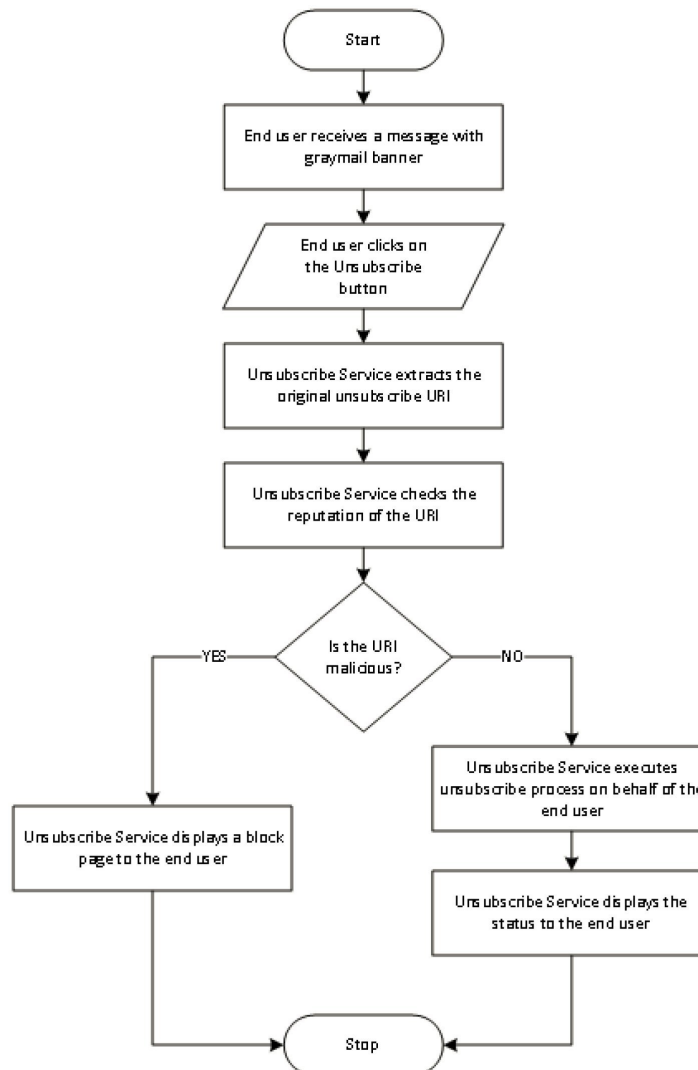 Start
End user receives a message with
graymail banner
End user clicks on
the Unsubscribe
button
Unsubscribe Service extracts the
original unsubscribe URI
Unsubscribe Service checks the
reputation of the URI
Is the URI
malicious?
YES
NO
Unsubscribe Service executes
unsubscribe process on behalf of the
end user
Unsubscribe Service displays a block
page to the end user
Unsubscribe Service displays the
status to the end user
Stop